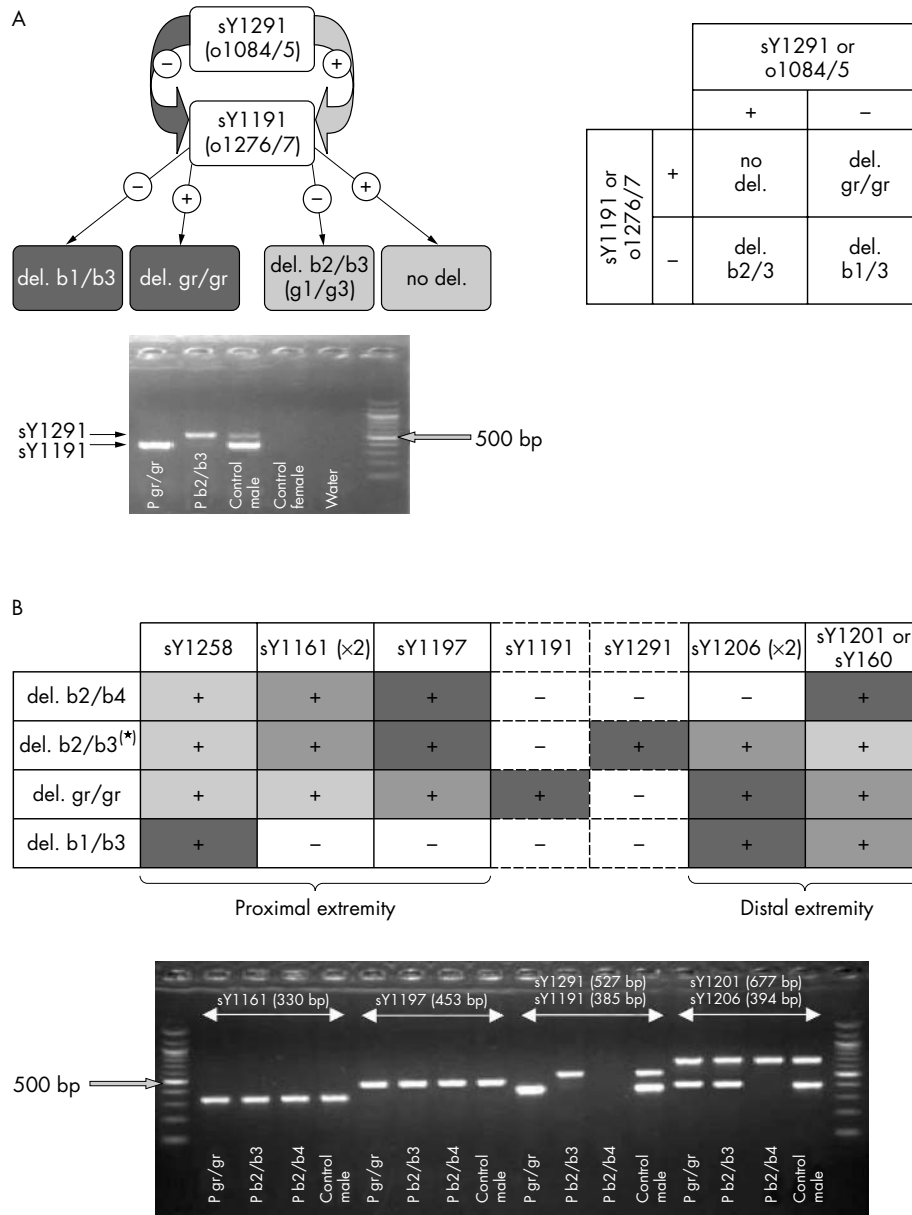 A
sY1291
(o1084/5)
− +
sY1191
(o1276/7)
− + − +
del. b1/b3 del. gr/gr del. b2/b3 no del.
(g1/g3)
sY1291 or
o1084/5
+ −
sY1191 or
o1276/7
+ no del. del. gr/gr
− del. b2/3 del. b1/3
sY1291
sY1191
500 bp
P gr/gr
P b2/b3
Control male
Control female
Water
B
sY1258 sY1161 (×2) sY1197 sY1191 sY1291 sY1206 (×2) sY1201 or sY160
del. b2/b4 + + + − − − +
del. b2/b3(★) + + + − + + +
del. gr/gr + + + + − + +
del. b1/b3 + − − − − + +
Proximal extremity Distal extremity
sY1161 (330 bp) sY1197 (453 bp) sY1291 (527 bp) sY1201 (677 bp)
sY1191 (385 bp) sY1206 (394 bp)
500 bp
P gr/gr P b2/b3 P b2/b4 Control male P gr/gr P b2/b3 P b2/b4 Control male P gr/gr P b2/b3 P b2/b4 Control male P gr/gr P b2/b3 P b2/b4 Control male